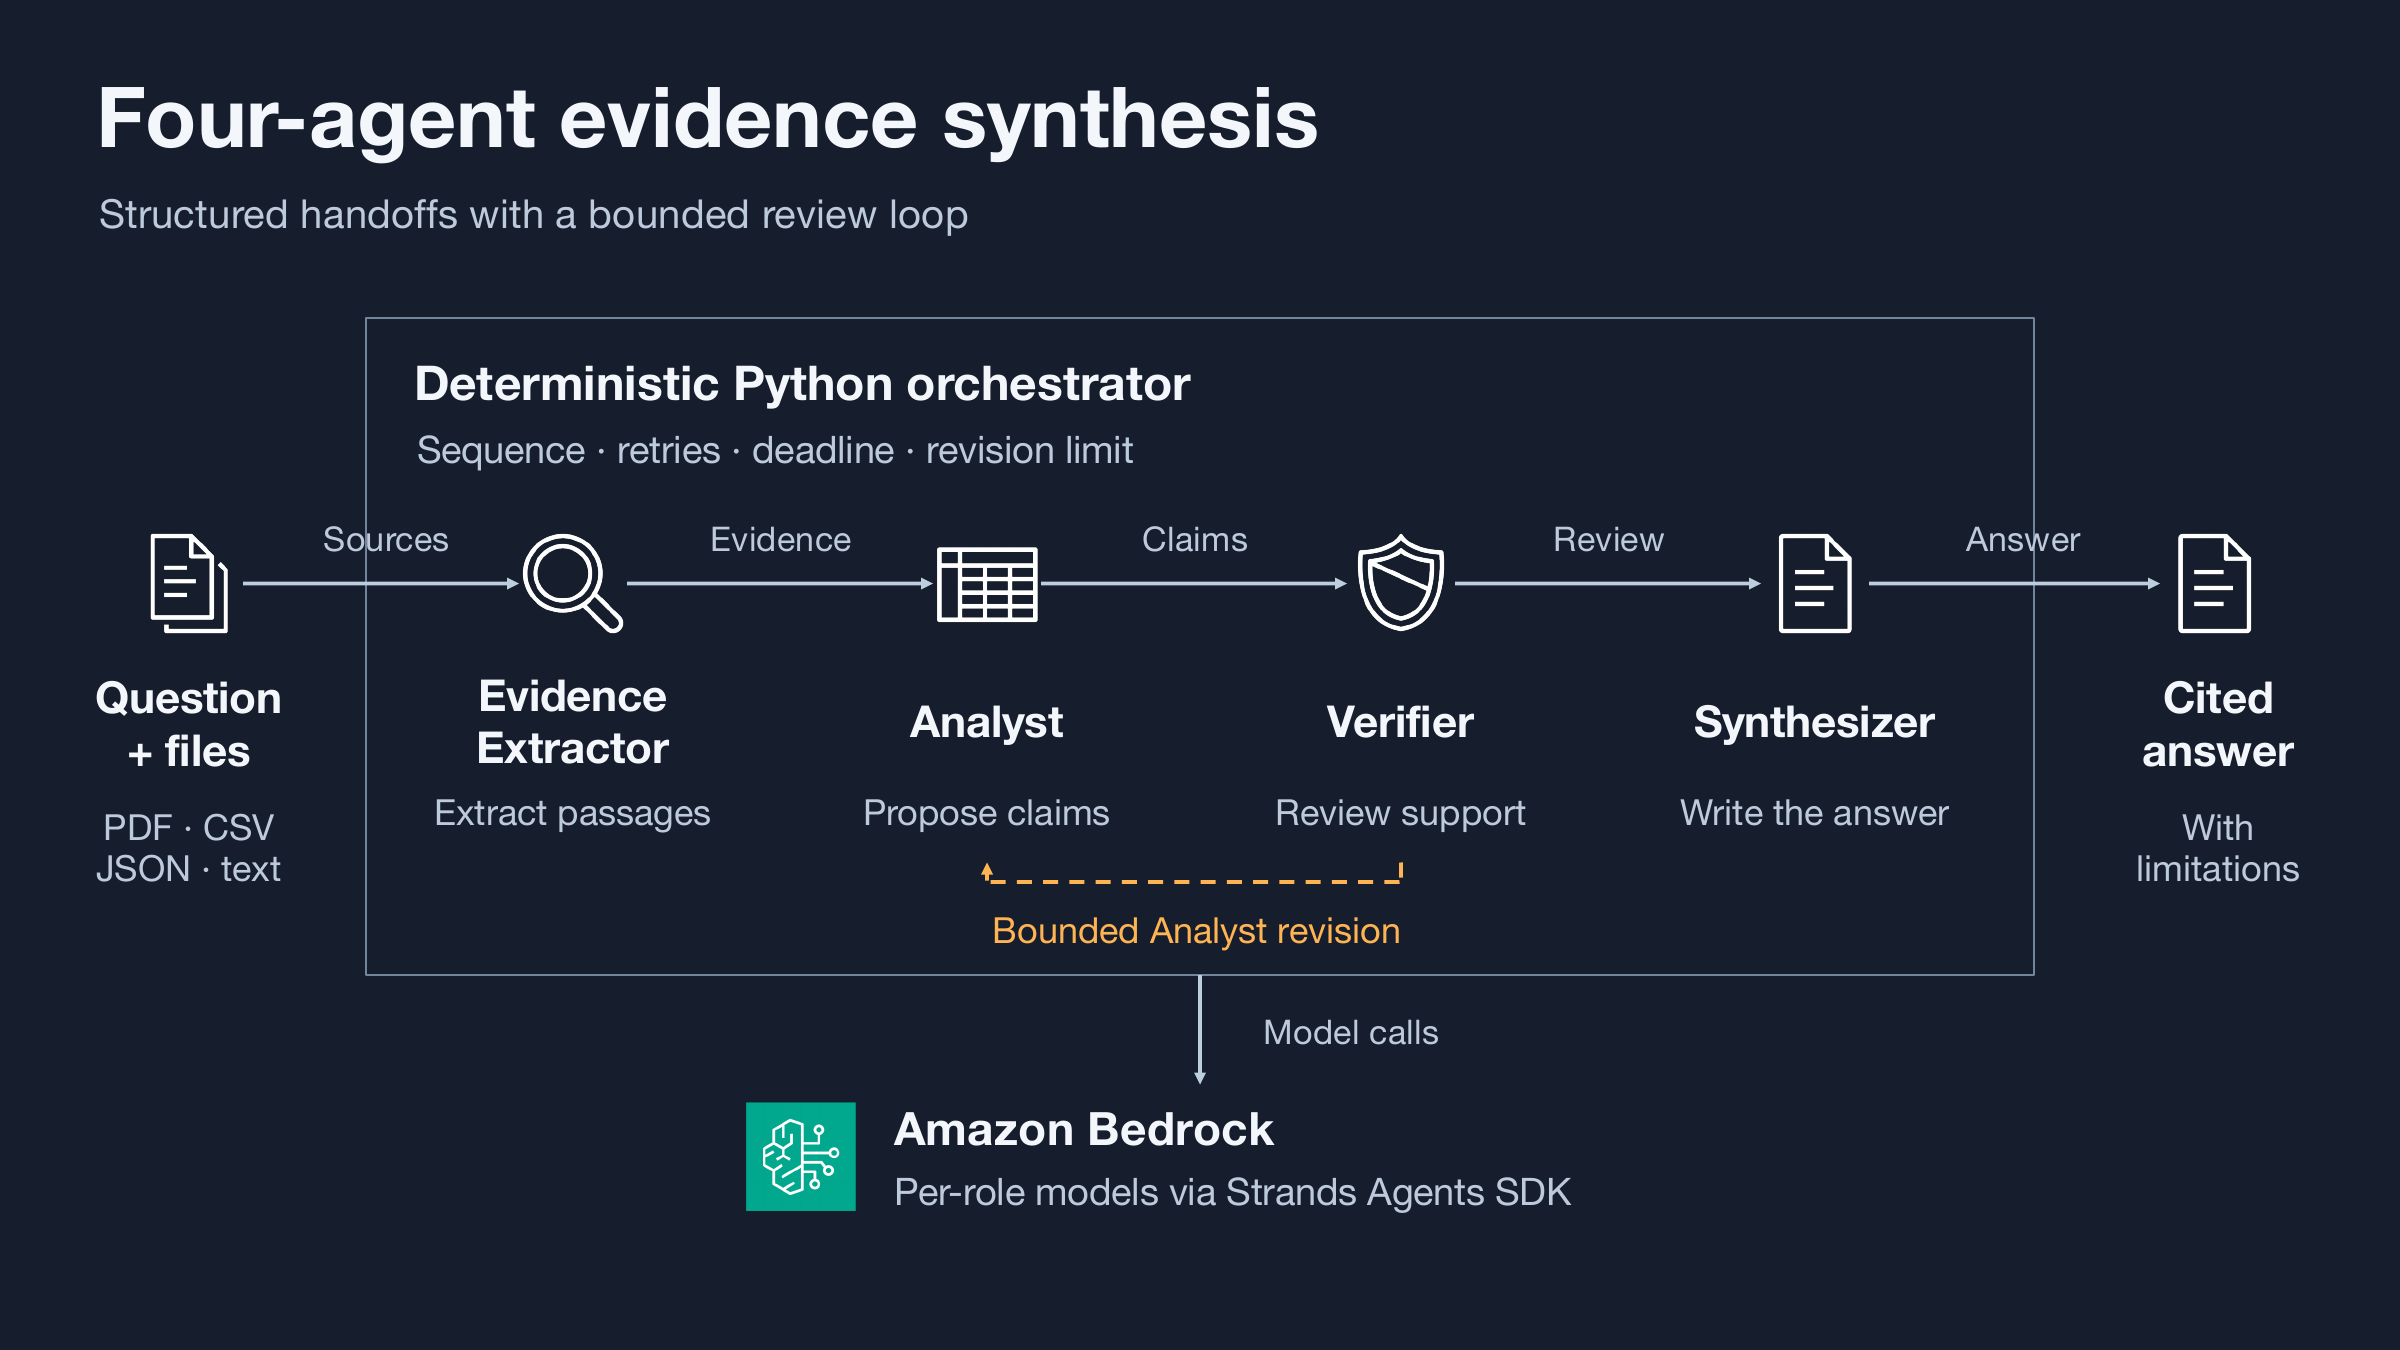 Four-agent evidence synthesis
Structured handoffs with a bounded review loop
Deterministic Python orchestrator
Sequence · retries · deadline · revision limit
Sources
Evidence
Claims
Review
Answer
Question
+ files
PDF · CSV
JSON · text
Evidence
Extractor
Extract passages
Analyst
Propose claims
Verifier
Review support
Synthesizer
Write the answer
Cited
answer
With
limitations
Bounded Analyst revision
Model calls
Amazon Bedrock
Per-role models via Strands Agents SDK